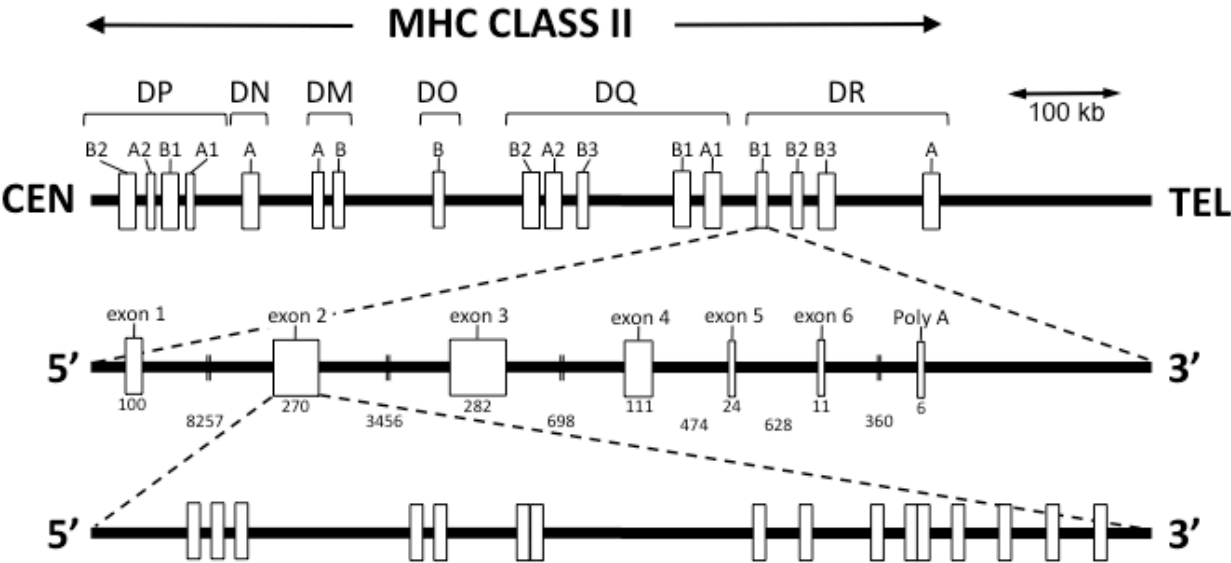 MHC CLASS II
DP DN DM DO DQ DR
100 kb
B2 A2 B1 A1 A A B B B2 A2 B3 B1 A1 B1 B2 B3 A
CEN TEL
exon 1 exon 2 exon 3 exon 4 exon 5 exon 6 Poly A
5’ 3’
100 270 282 111 24 11 6
8257 3456 698 474 628 360
5’ 3’